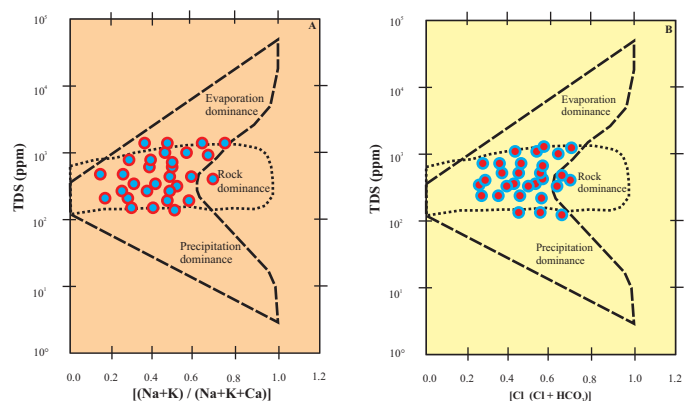 A
10⁵
10⁴
10³
10²
10¹
10⁰
TDS (ppm)
Evaporation
dominance
Rock
dominance
Precipitation
dominance
0.0 0.2 0.4 0.6 0.8 1.0 1.2
[(Na+K) / (Na+K+Ca)]
B
10⁵
10⁴
10³
10²
10¹
10⁰
TDS (ppm)
Evaporation
dominance
Rock
dominance
Precipitation
dominance
0.0 0.2 0.4 0.6 0.8 1.0 1.2
[Cl (Cl + HCO₃)]